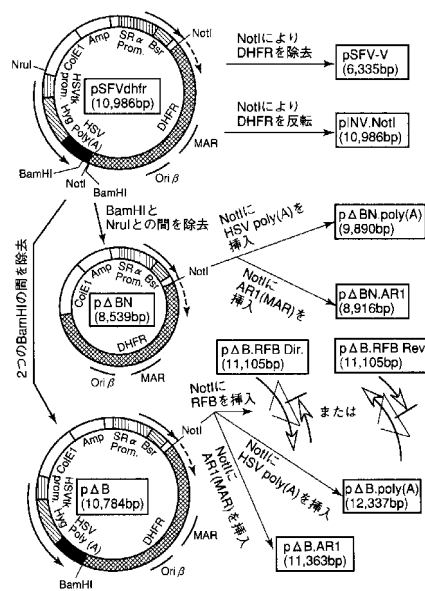 NotI
SRα
Prom.
Bsr
Amp
ColE1
NruI
HSVtk
prom.
pSFVdhfr
(10,986bp)
Hyg
HSV
Poly(A)
DHFR
MAR
Oriβ
BamHI
NotI
BamHI
NotIにより
DHFRを除去
pSFV-V
(6,335bp)
NotIにより
DHFRを反転
pINV.NotI
(10,986bp)
BamHIと
NruIとの間を除去
2つのBamHIの間を除去
SRα
Prom.
Bsr
Amp
ColE1
NotI
pΔBN
(8,539bp)
DHFR
Oriβ
MAR
NotIに
HSV poly(A)を
挿入
pΔBN.poly(A)
(9,890bp)
NotIに
AR1(MAR)を
挿入
pΔBN.AR1
(8,916bp)
pΔB.RFB Dir.
(11,105bp)
pΔB.RFB Rev
(11,105bp)
NotIに
RFBを挿入
または
SRα
Prom.
Bsr
Amp
ColE1
NotI
HSVtk
prom.
pΔB
(10,784bp)
Hyg
HSV
Poly (A)
DHFR
MAR
Oriβ
BamHI
NotIに
HSV poly(A)を挿入
pΔB.poly(A)
(12,337bp)
NotIに
AR1(MAR)を挿入
pΔB.AR1
(11,363bp)